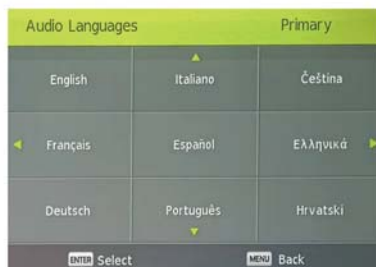 Audio Languages Primary
English Italiano Čeština
Français Español Ελληνικά
Deutsch Português Hrvatski
ENTER Select MENU Back